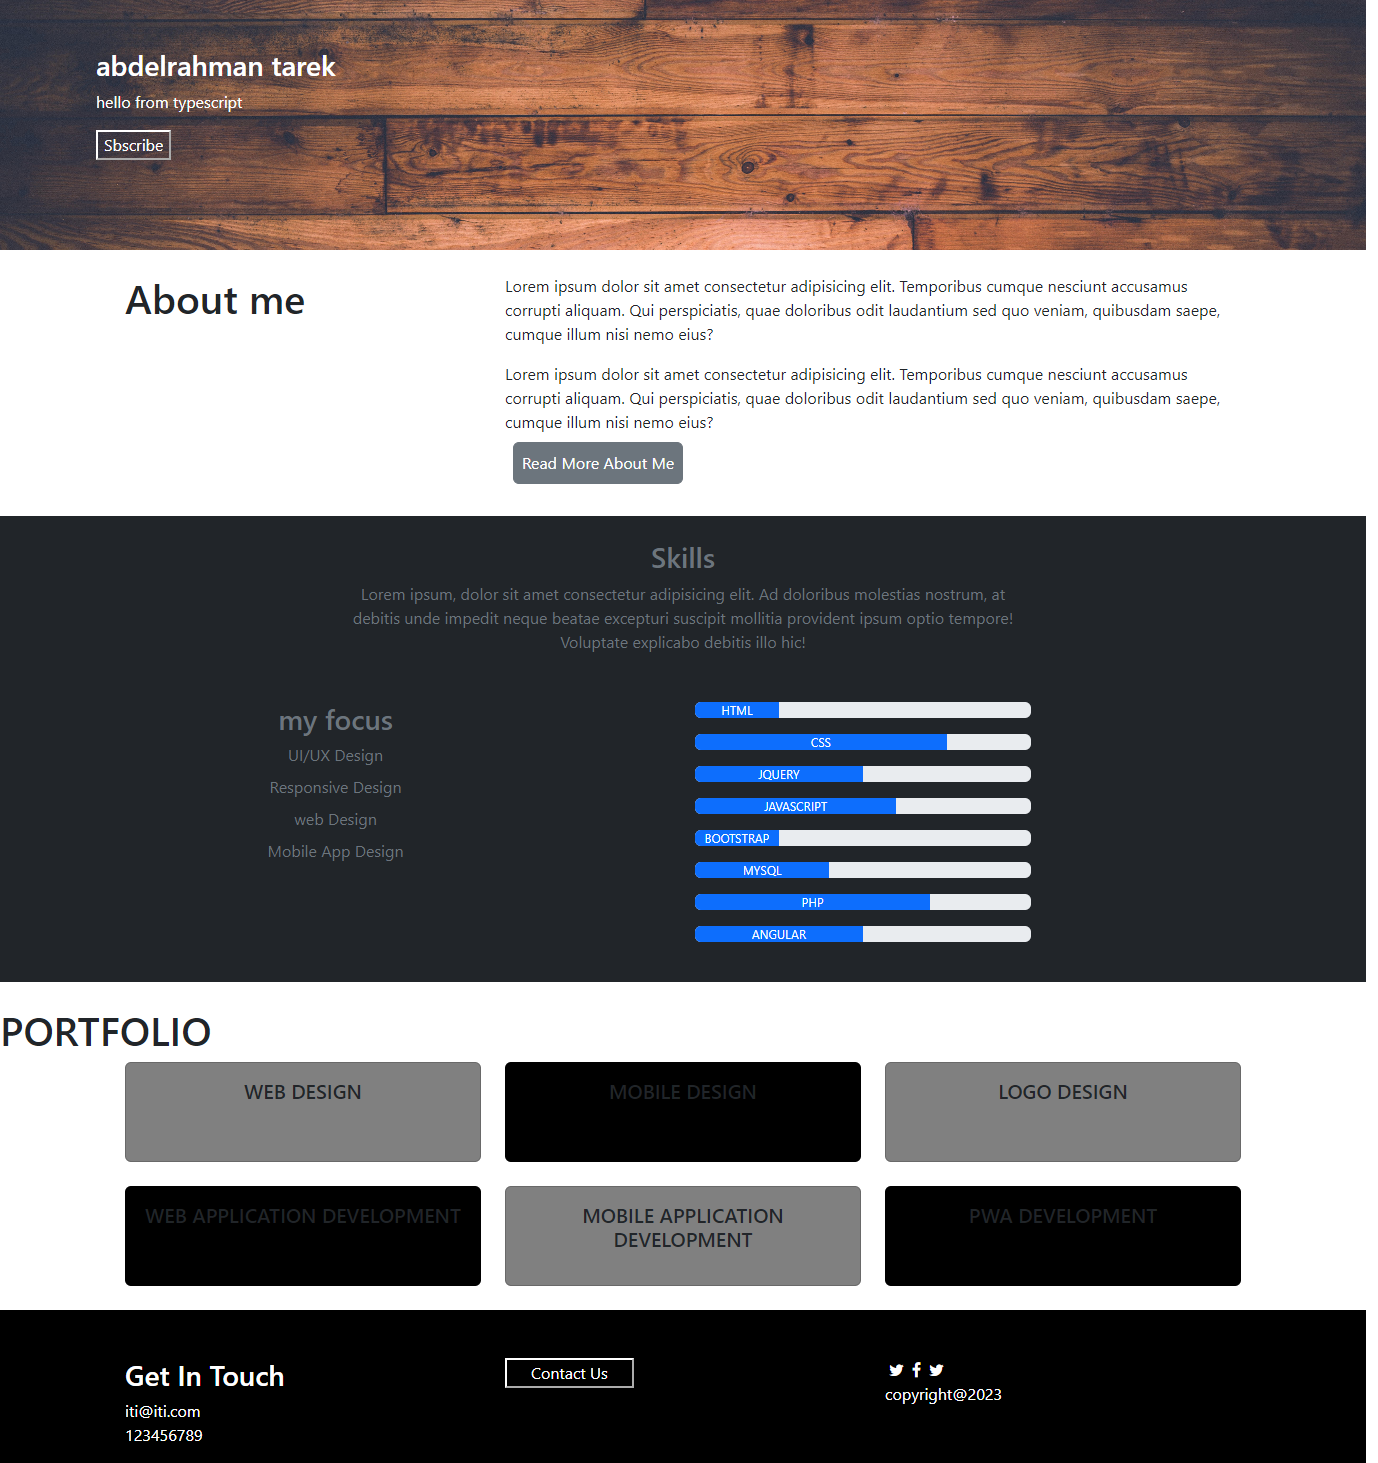 abdelrahman tarek
hello from typescript
Sbscribe
About me
Lorem ipsum dolor sit amet consectetur adipisicing elit. Temporibus cumque nesciunt accusamus
corrupti aliquam. Qui perspiciatis, quae doloribus odit laudantium sed quo veniam, quibusdam saepe,
cumque illum nisi nemo eius?
Lorem ipsum dolor sit amet consectetur adipisicing elit. Temporibus cumque nesciunt accusamus
corrupti aliquam. Qui perspiciatis, quae doloribus odit laudantium sed quo veniam, quibusdam saepe,
cumque illum nisi nemo eius?
Read More About Me
Skills
Lorem ipsum, dolor sit amet consectetur adipisicing elit. Ad doloribus molestias nostrum, at
debitis unde impedit neque beatae excepturi suscipit mollitia provident ipsum optio tempore!
Voluptate explicabo debitis illo hic!
my focus
UI/UX Design
Responsive Design
web Design
Mobile App Design
HTML
CSS
JQUERY
JAVASCRIPT
BOOTSTRAP
MYSQL
PHP
ANGULAR
PORTFOLIO
WEB DESIGN
MOBILE DESIGN
LOGO DESIGN
WEB APPLICATION DEVELOPMENT
MOBILE APPLICATION
DEVELOPMENT
PWA DEVELOPMENT
Get In Touch
iti@iti.com
123456789
Contact Us
copyright@2023